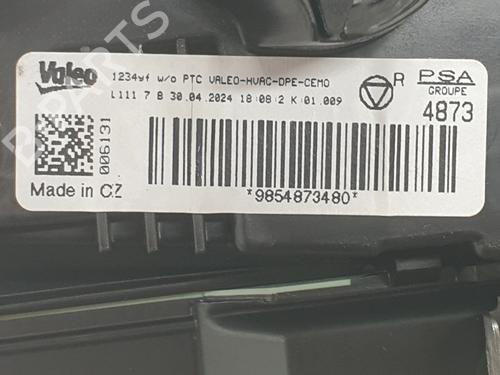 Valeo
1234yf w/o PTC VALEO-HVAC-DPE-CEMO
L111 7 B 30.04.2024 18:08:2 K 01.009
R
PSA
GROUPE
4873
006131
Made in CZ
*9854873480*
B-PARTS